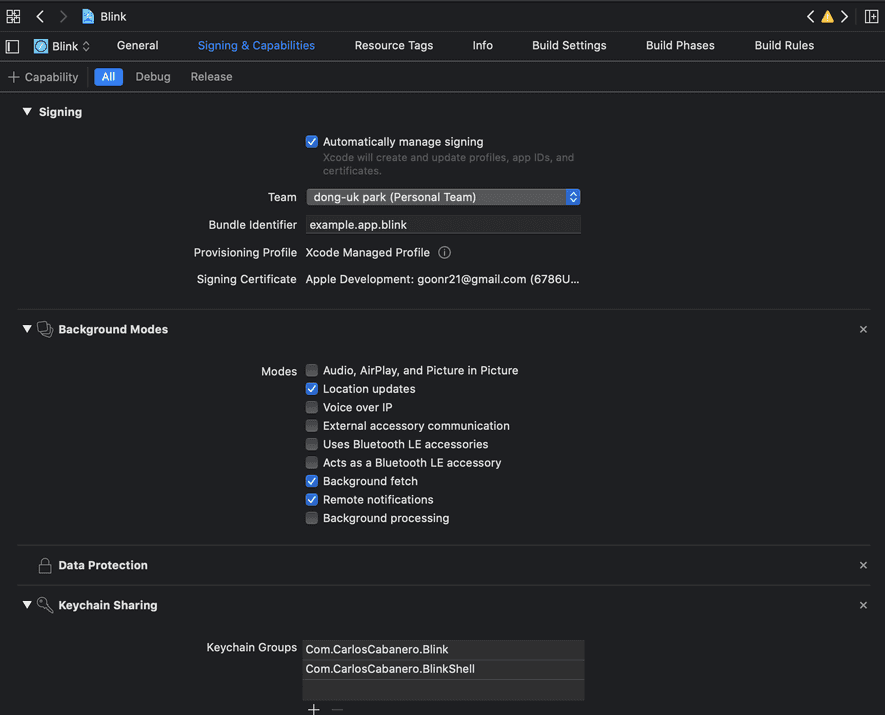 Blink
Blink General Signing & Capabilities Resource Tags Info Build Settings Build Phases Build Rules
+ Capability All Debug Release
Signing
Automatically manage signing
Xcode will create and update profiles, app IDs, and
certificates.
Team dong-uk park (Personal Team)
Bundle Identifier example.app.blink
Provisioning Profile Xcode Managed Profile
Signing Certificate Apple Development: goonr21@gmail.com (6786U...
Background Modes
Modes Audio, AirPlay, and Picture in Picture
Location updates
Voice over IP
External accessory communication
Uses Bluetooth LE accessories
Acts as a Bluetooth LE accessory
Background fetch
Remote notifications
Background processing
Data Protection
Keychain Sharing
Keychain Groups Com.CarlosCabanero.Blink
Com.CarlosCabanero.BlinkShell